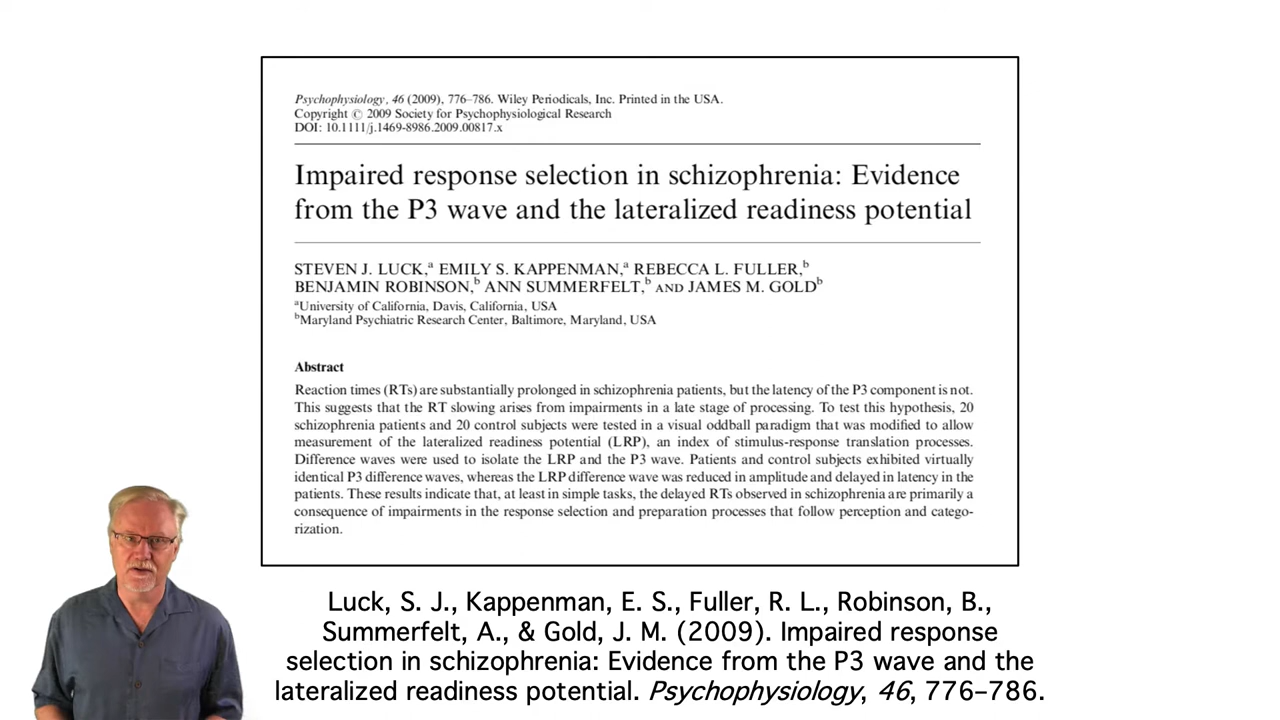 Psychophysiology, 46 (2009), 776–786. Wiley Periodicals, Inc. Printed in the USA.
Copyright © 2009 Society for Psychophysiological Research
DOI: 10.1111/j.1469-8986.2009.00817.x
Impaired response selection in schizophrenia: Evidence
from the P3 wave and the lateralized readiness potential
STEVEN J. LUCK,a EMILY S. KAPPENMAN,a REBECCA L. FULLER,b
BENJAMIN ROBINSON,b ANN SUMMERFELT,b AND JAMES M. GOLDb
aUniversity of California, Davis, California, USA
bMaryland Psychiatric Research Center, Baltimore, Maryland, USA
Abstract
Reaction times (RTs) are substantially prolonged in schizophrenia patients, but the latency of the P3 component is not.
This suggests that the RT slowing arises from impairments in a late stage of processing. To test this hypothesis, 20
schizophrenia patients and 20 control subjects were tested in a visual oddball paradigm that was modified to allow
measurement of the lateralized readiness potential (LRP), an index of stimulus-response translation processes.
Difference waves were used to isolate the LRP and the P3 wave. Patients and control subjects exhibited virtually
identical P3 difference waves, whereas the LRP difference wave was reduced in amplitude and delayed in latency in the
patients. These results indicate that, at least in simple tasks, the delayed RTs observed in schizophrenia are primarily a
consequence of impairments in the response selection and preparation processes that follow perception and catego-
rization.
Luck, S. J., Kappenman, E. S., Fuller, R. L., Robinson, B.,
Summerfelt, A., & Gold, J. M. (2009). Impaired response
selection in schizophrenia: Evidence from the P3 wave and the
lateralized readiness potential. Psychophysiology, 46, 776–786.